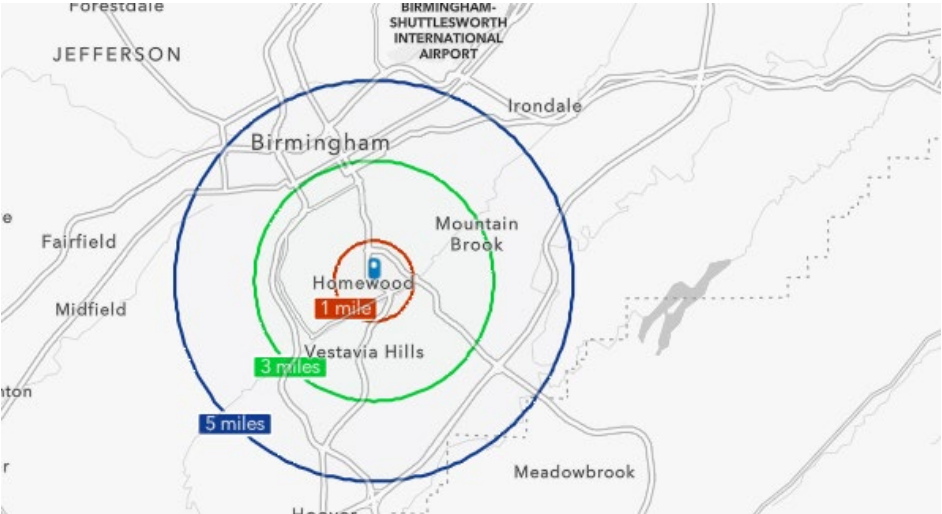 Forestdale
BIRMINGHAM-
SHUTTLESWORTH
INTERNATIONAL
AIRPORT
JEFFERSON
Irondale
Birmingham
Mountain
Brook
Fairfield
Homewood
1 mile
Midfield
Vestavia Hills
3 miles
5 miles
Meadowbrook
Hoover